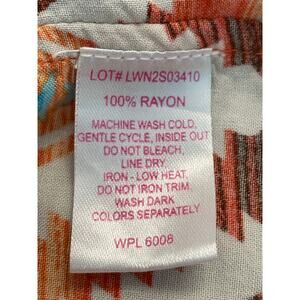 LOT# LWN2S03410
100% RAYON
MACHINE WASH COLD,
GENTLE CYCLE, INSIDE OUT
DO NOT BLEACH,
LINE DRY.
IRON - LOW HEAT,
DO NOT IRON TRIM.
WASH DARK
COLORS SEPARATELY
WPL 6008